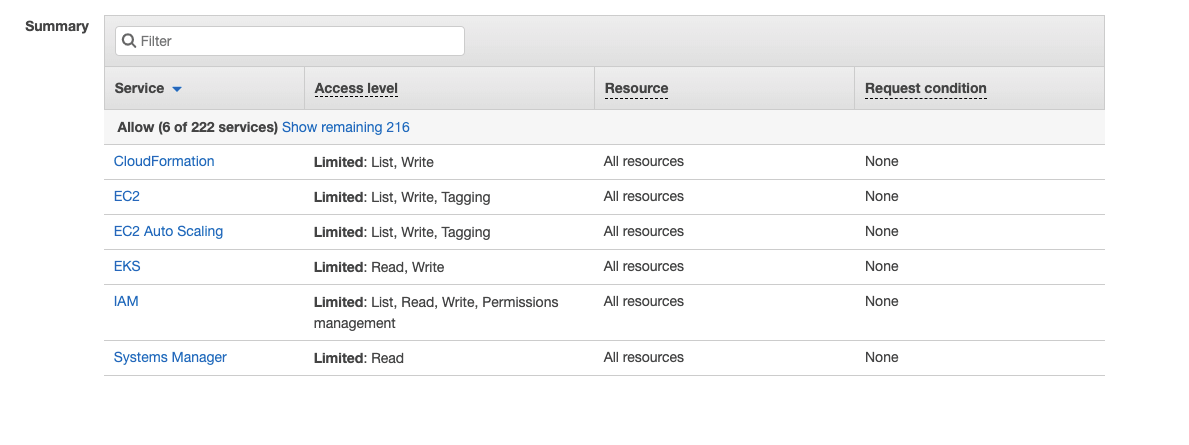 Summary
Filter
Service Access level Resource Request condition
Allow (6 of 222 services) Show remaining 216
CloudFormation Limited: List, Write All resources None
EC2 Limited: List, Write, Tagging All resources None
EC2 Auto Scaling Limited: List, Write, Tagging All resources None
EKS Limited: Read, Write All resources None
IAM Limited: List, Read, Write, Permissions All resources None
management
Systems Manager Limited: Read All resources None